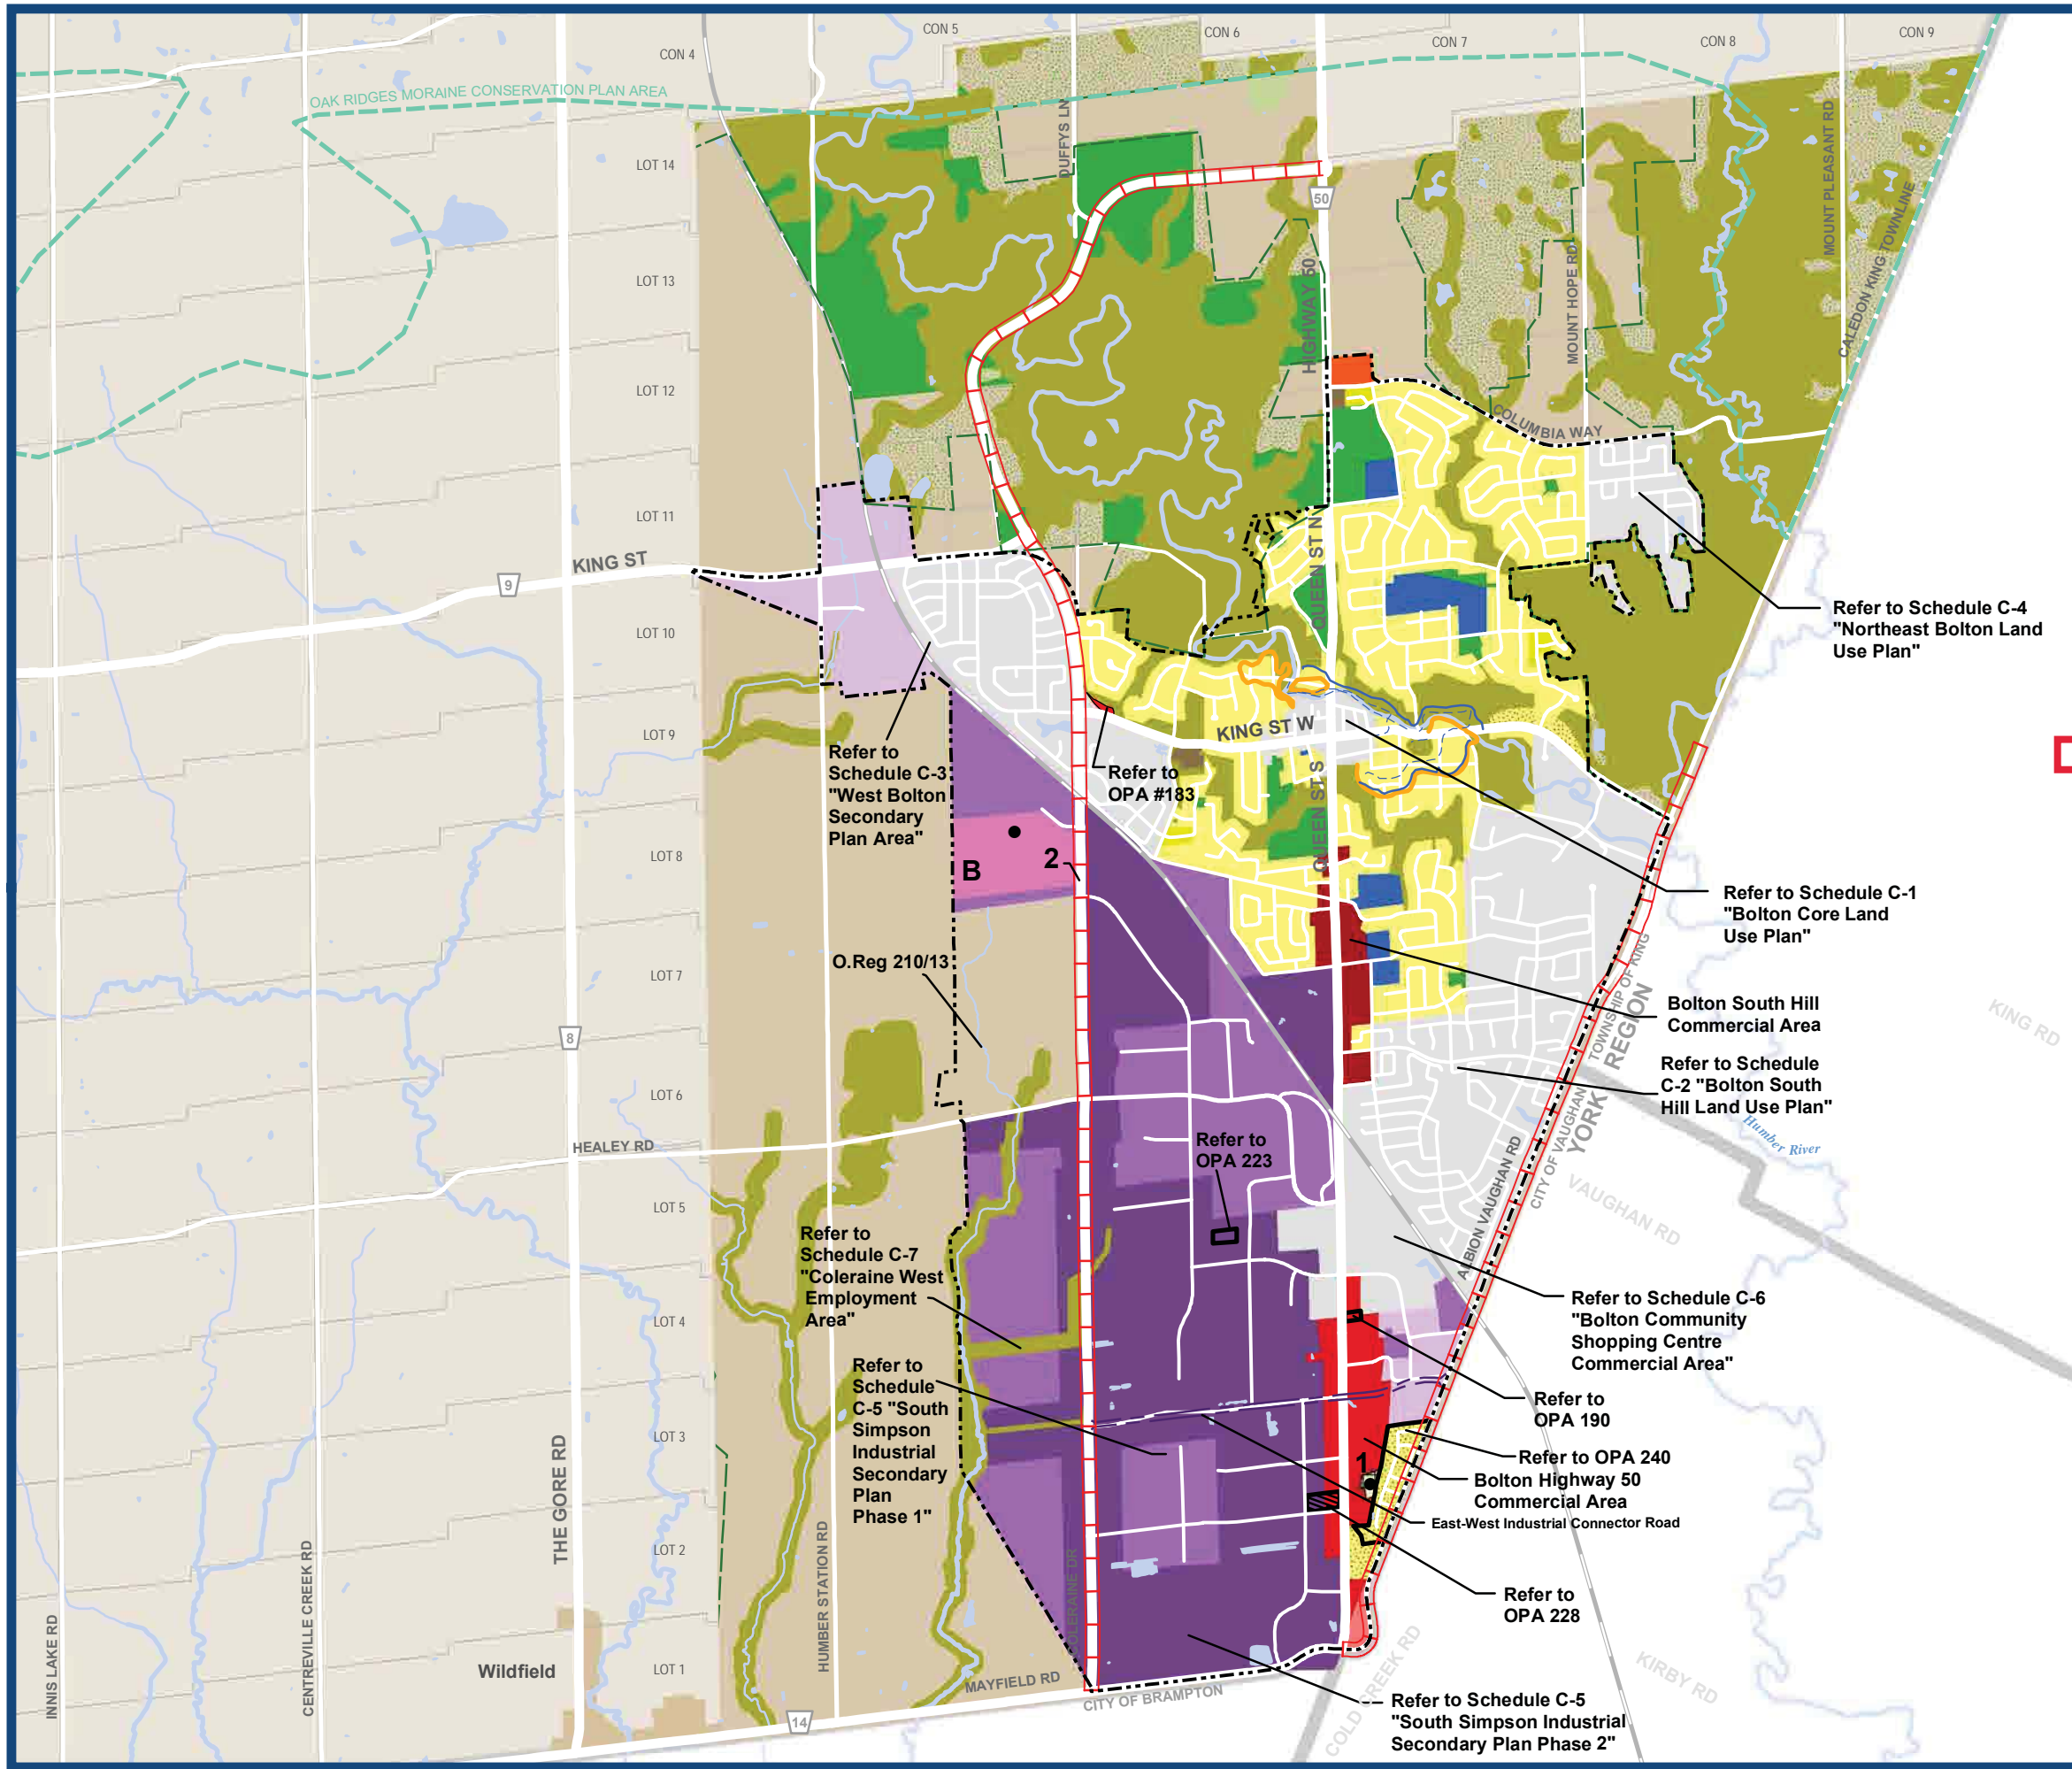 CON 4
CON 5
CON 6
CON 7
CON 8
CON 9
OAK RIDGES MORAINE CONSERVATION PLAN AREA
DUFFYS LN
MOUNT PLEASANT RD
LOT 14
50
CALEDON KING TOWNLINE
HIGHWAY 50
MOUNT HOPE RD
LOT 13
LOT 12
COLUMBIA WAY
LOT 11
KING ST
9
QUEEN ST N
Refer to Schedule C-4
"Northeast Bolton Land
Use Plan"
LOT 10
LOT 9
KING ST W
Refer to
Schedule C-3
"West Bolton
Secondary
Plan Area"
Refer to
OPA #183
QUEEN ST S
LOT 8
B
2
Refer to Schedule C-1
"Bolton Core Land
Use Plan"
O.Reg 210/13
LOT 7
Bolton South Hill
Commercial Area
TOWNSHIP OF KING
YORK REGION
KING RD
8
Refer to Schedule
C-2 "Bolton South
Hill Land Use Plan"
LOT 6
HEALEY RD
Refer to
OPA 223
CITY OF VAUGHAN
Humber River
ALBION VAUGHAN RD
VAUGHAN RD
LOT 5
Refer to
Schedule C-7
"Coleraine West
Employment
Area"
LOT 4
Refer to Schedule C-6
"Bolton Community
Shopping Centre
Commercial Area"
Refer to
Schedule
C-5 "South
Simpson
Industrial
Secondary
Plan
Phase 1"
Refer to
OPA 190
LOT 3
Refer to OPA 240
1
Bolton Highway 50
Commercial Area
East-West Industrial Connector Road
THE GORE RD
LOT 2
HUMBER STATION RD
COLERAINE DR
CENTREVILLE CREEK RD
INNIS LAKE RD
Refer to
OPA 228
LOT 1
Wildfield
MAYFIELD RD
CITY OF BRAMPTON
COLD CREEK RD
KIRBY RD
14
Refer to Schedule C-5
"South Simpson Industrial
Secondary Plan Phase 2"